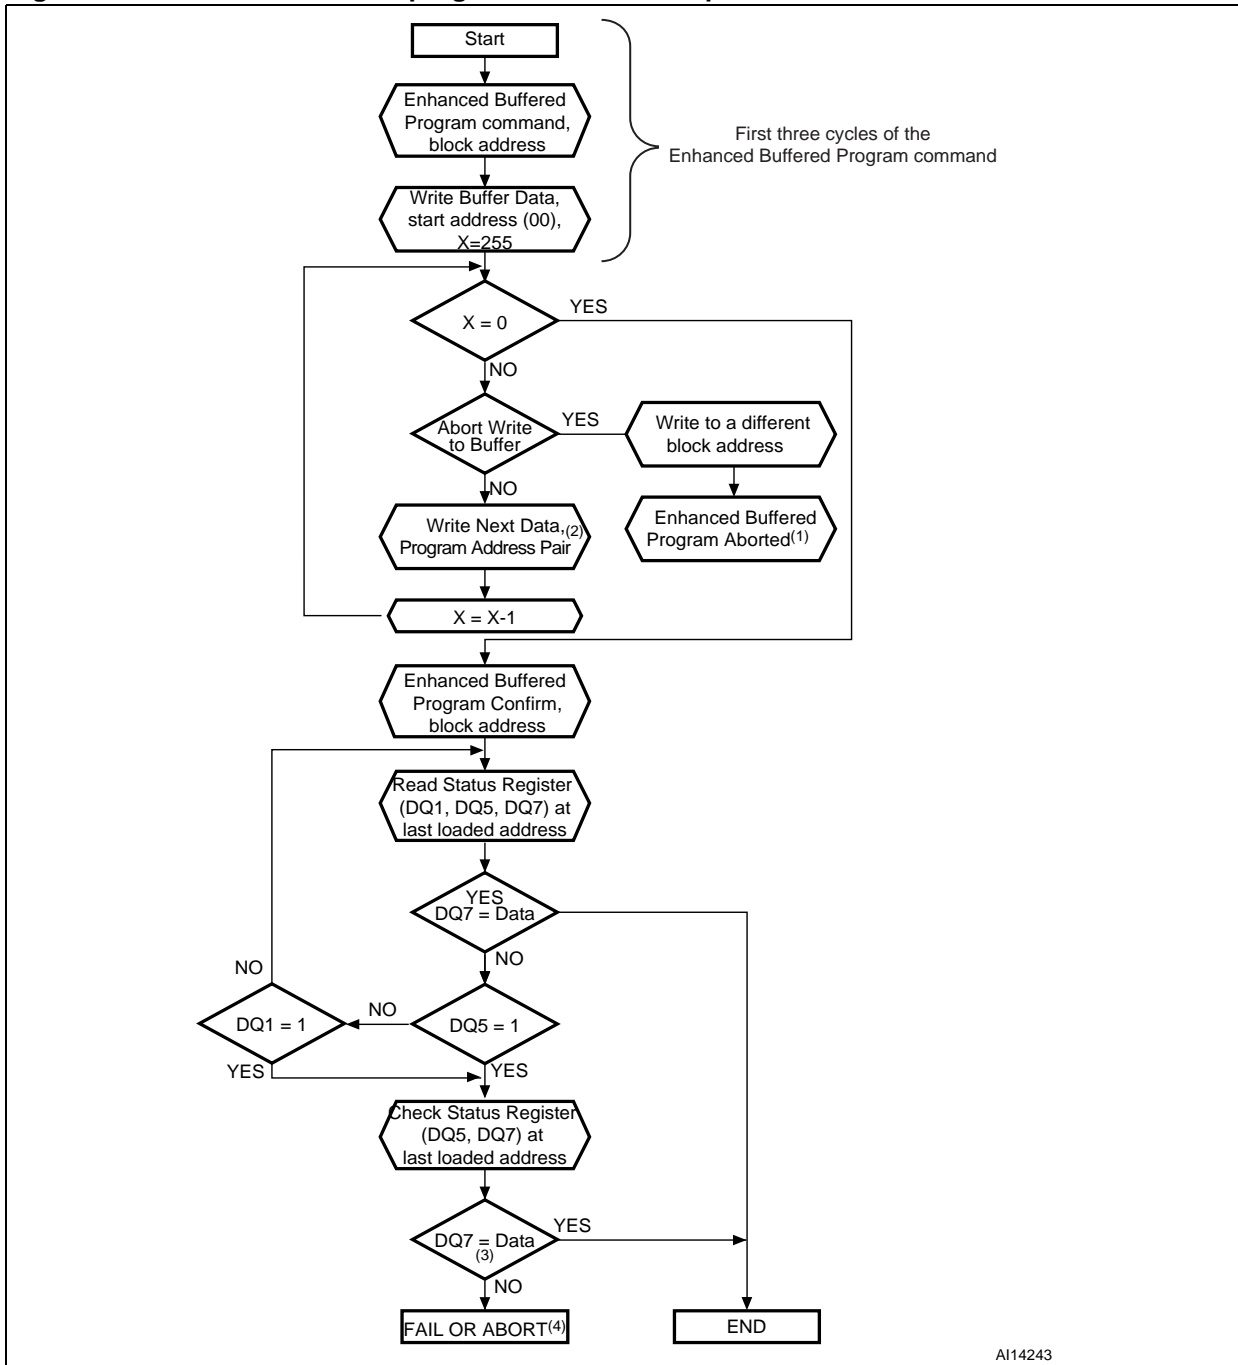 Start
Enhanced Buffered
Program command,
block address
First three cycles of the
Enhanced Buffered Program command
Write Buffer Data,
start address (00),
X=255
X = 0
YES
NO
Abort Write
to Buffer
YES
Write to a different
block address
NO
Write Next Data,(2)
Program Address Pair
Enhanced Buffered
Program Aborted(1)
X = X-1
Enhanced Buffered
Program Confirm,
block address
Read Status Register
(DQ1, DQ5, DQ7) at
last loaded address
YES
DQ7 = Data
NO
NO
DQ1 = 1
NO
DQ5 = 1
YES
YES
Check Status Register
(DQ5, DQ7) at
last loaded address
DQ7 = Data
(3)
YES
NO
FAIL OR ABORT(4)
END
AI14243